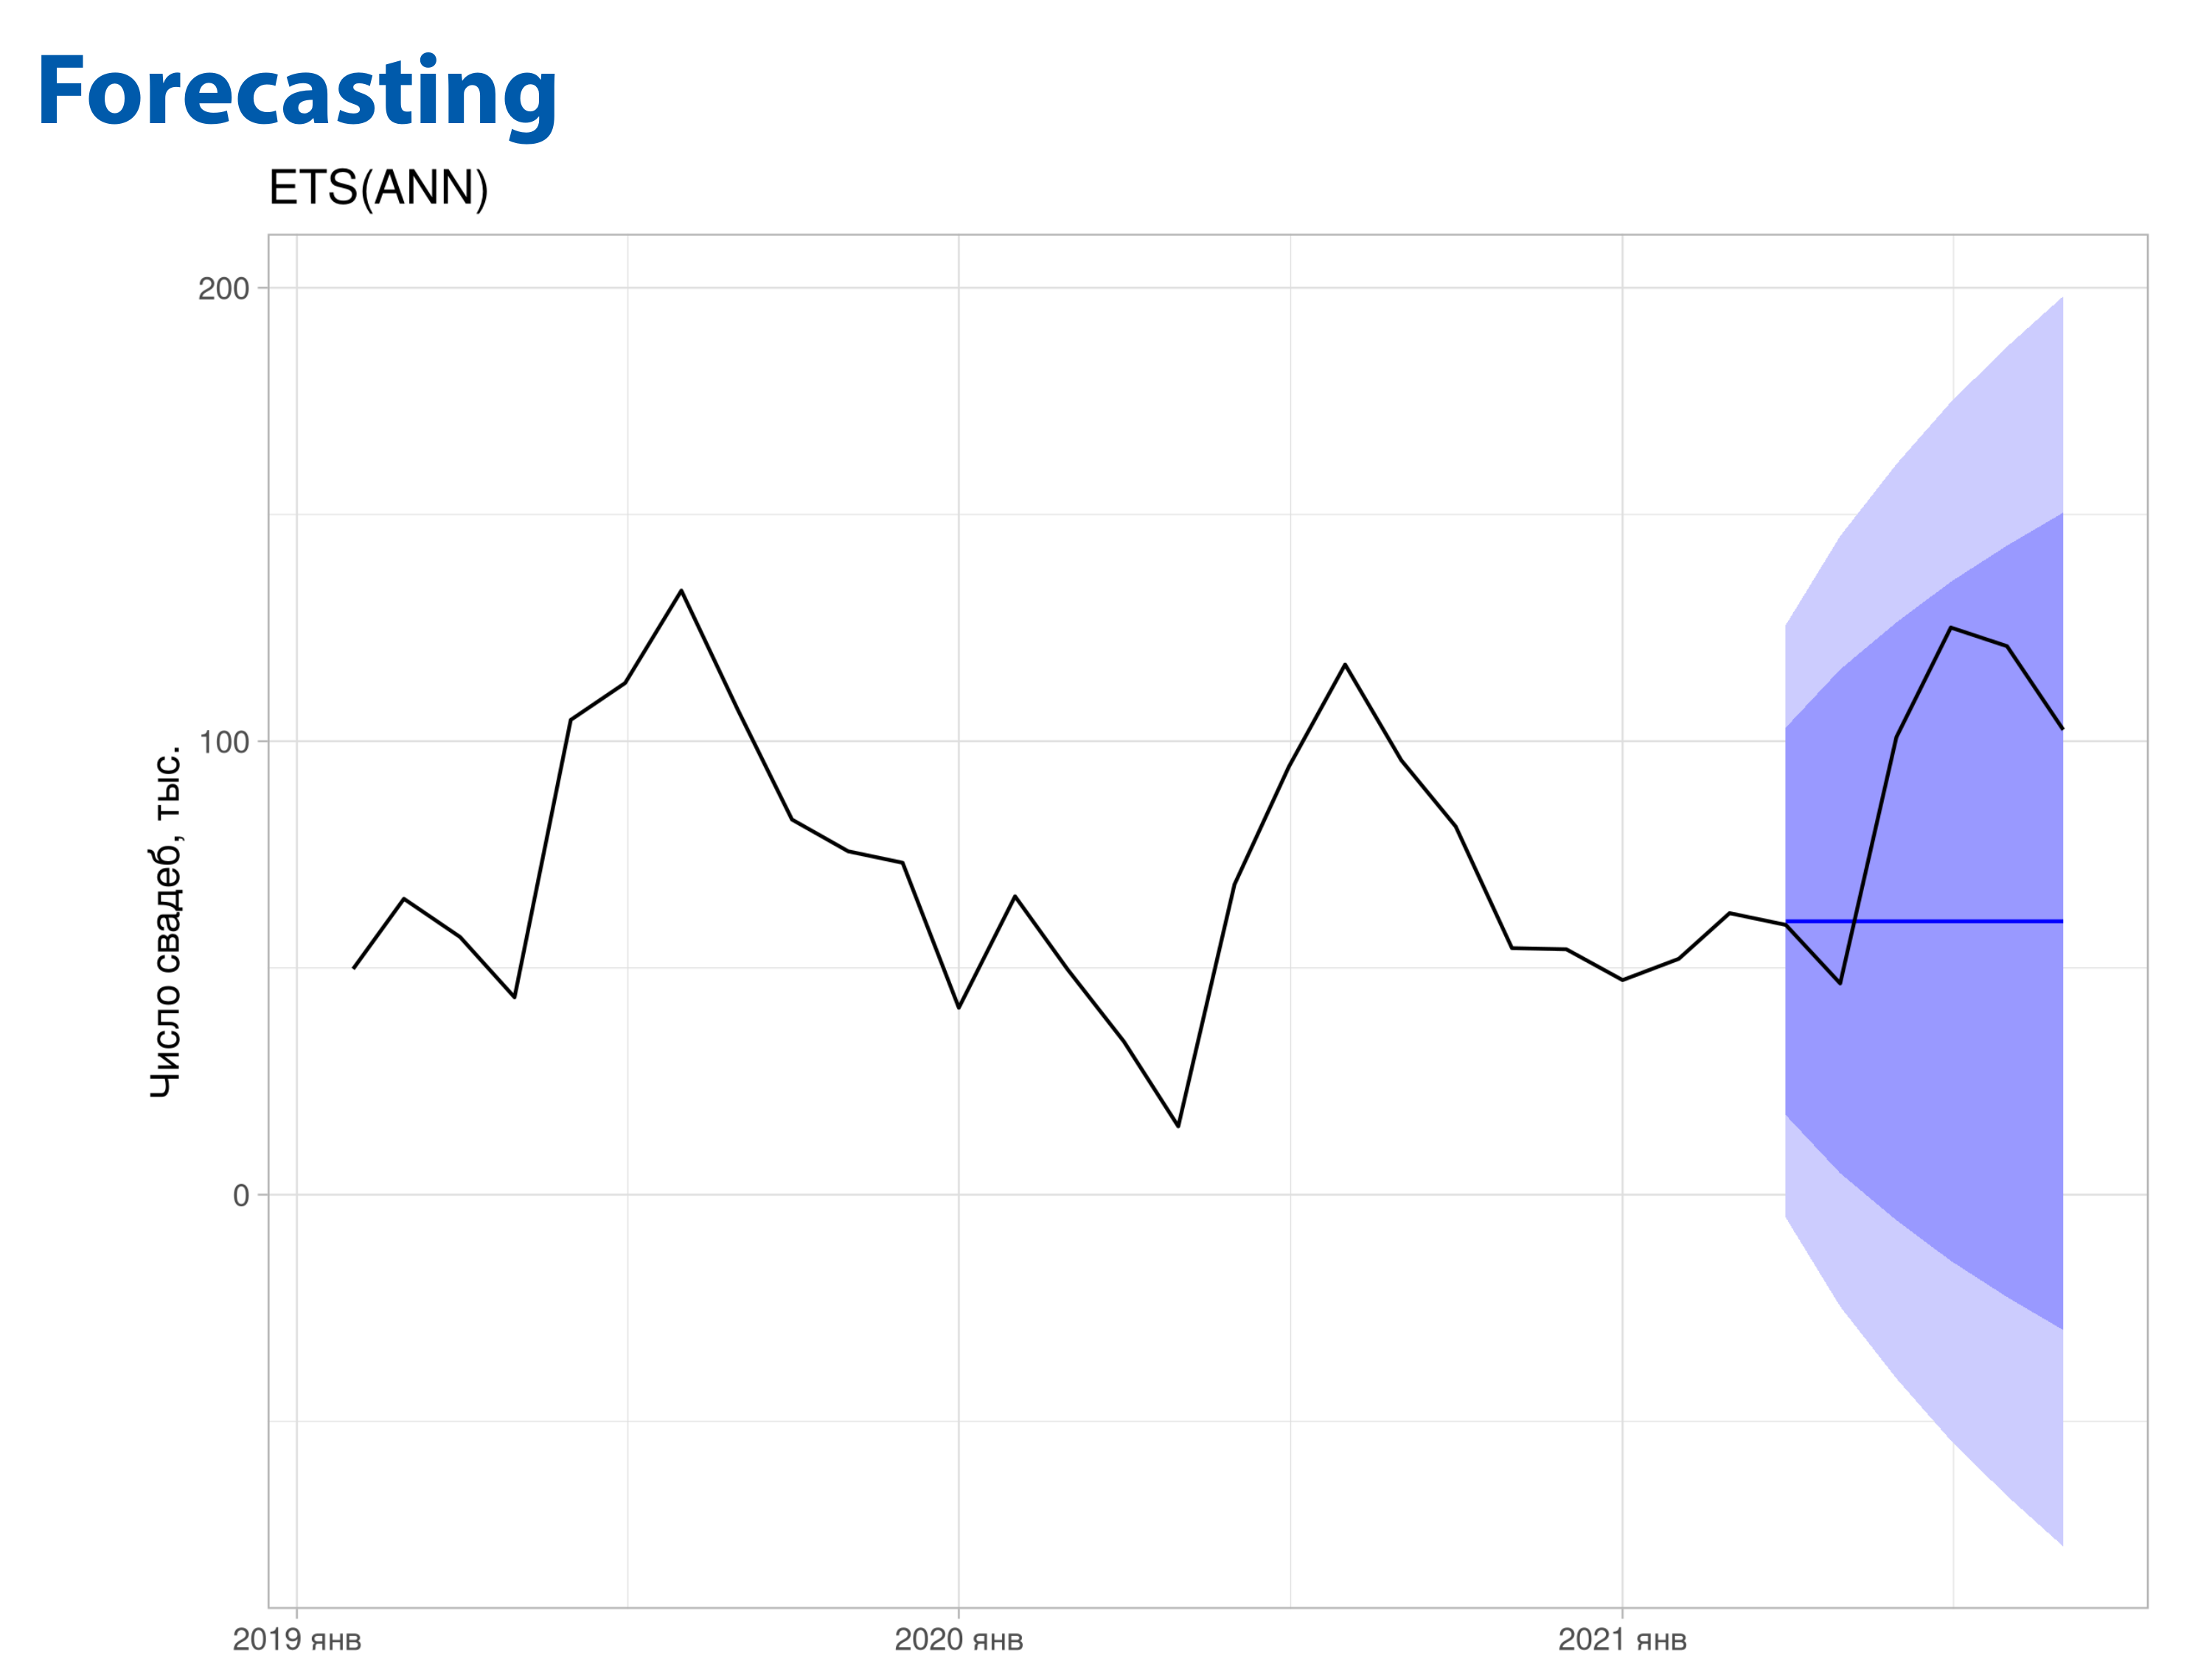 Forecasting
ETS(ANN)
200
100
0
Число свадеб, тыс.
2019 янв
2020 янв
2021 янв